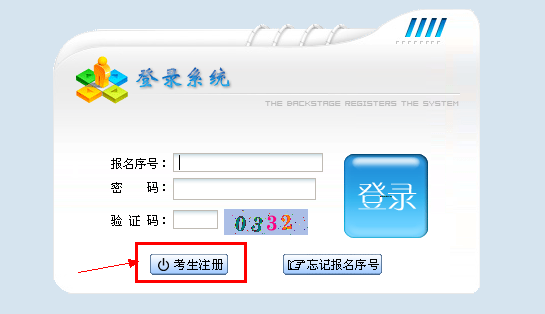 登录系统
THE BACKSTAGE REGISTERS THE SYSTEM
报名序号：
密 码：
登录
验 证 码： 0332
考生注册 忘记报名序号